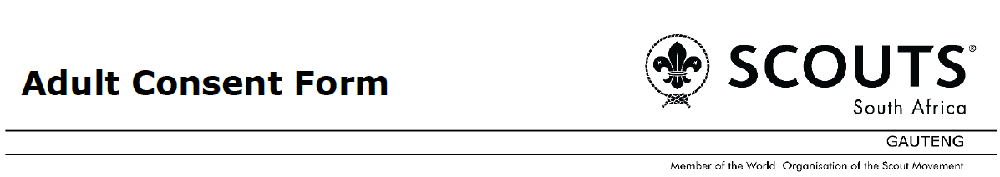 Adult Consent Form
SCOUTS®
South Africa
GAUTENG
Member of the World Organisation of the Scout Movement